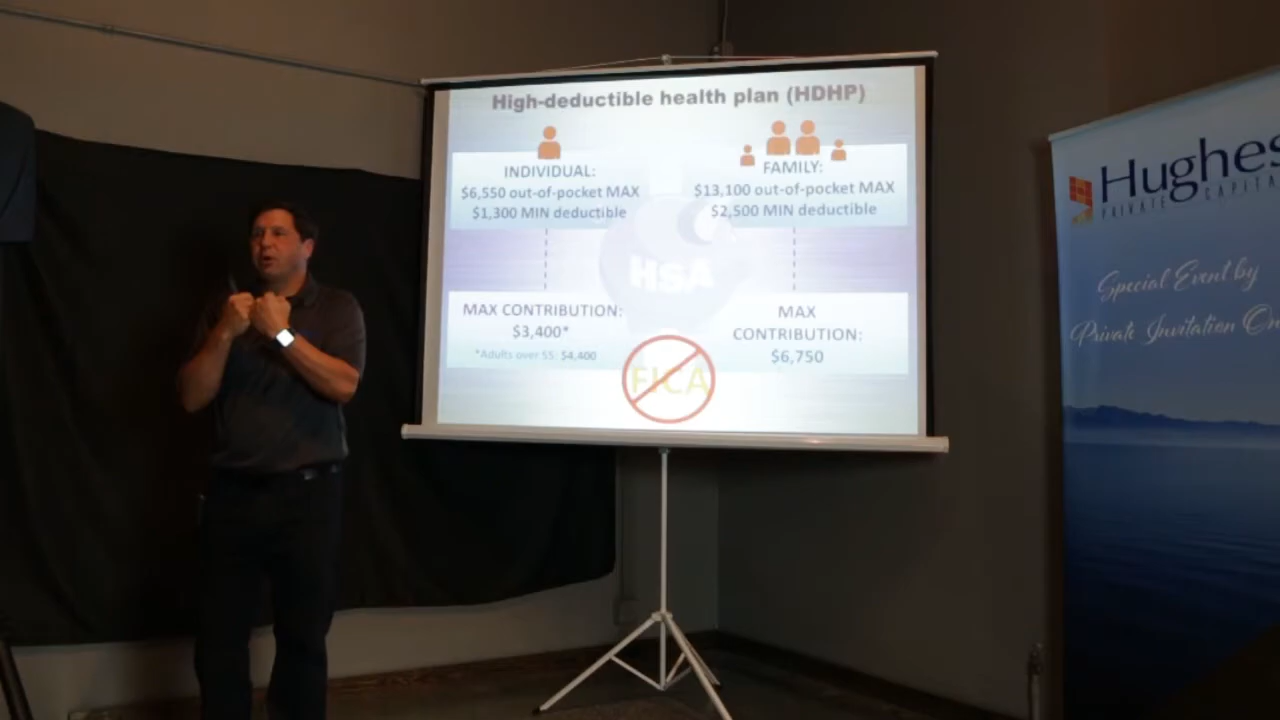 High-deductible health plan (HDHP)
INDIVIDUAL:
$6,550 out-of-pocket MAX
$1,300 MIN deductible
FAMILY:
$13,100 out-of-pocket MAX
$2,500 MIN deductible
HSA
MAX CONTRIBUTION:
$3,400*
*Adults over 55: $4,400
MAX
CONTRIBUTION:
$6,750
FICA
Hughes
PRIVATE
Special Event by
Private Invitation